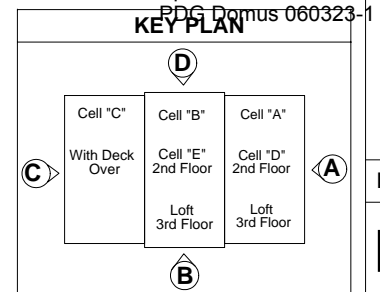 PDG Domus 060323-1
KEY PLAN
D
Cell "C"
Cell "B"
Cell "A"
With Deck
Over
Cell "E"
2nd Floor
Cell "D"
2nd Floor
C
A
Loft
3rd Floor
Loft
3rd Floor
B